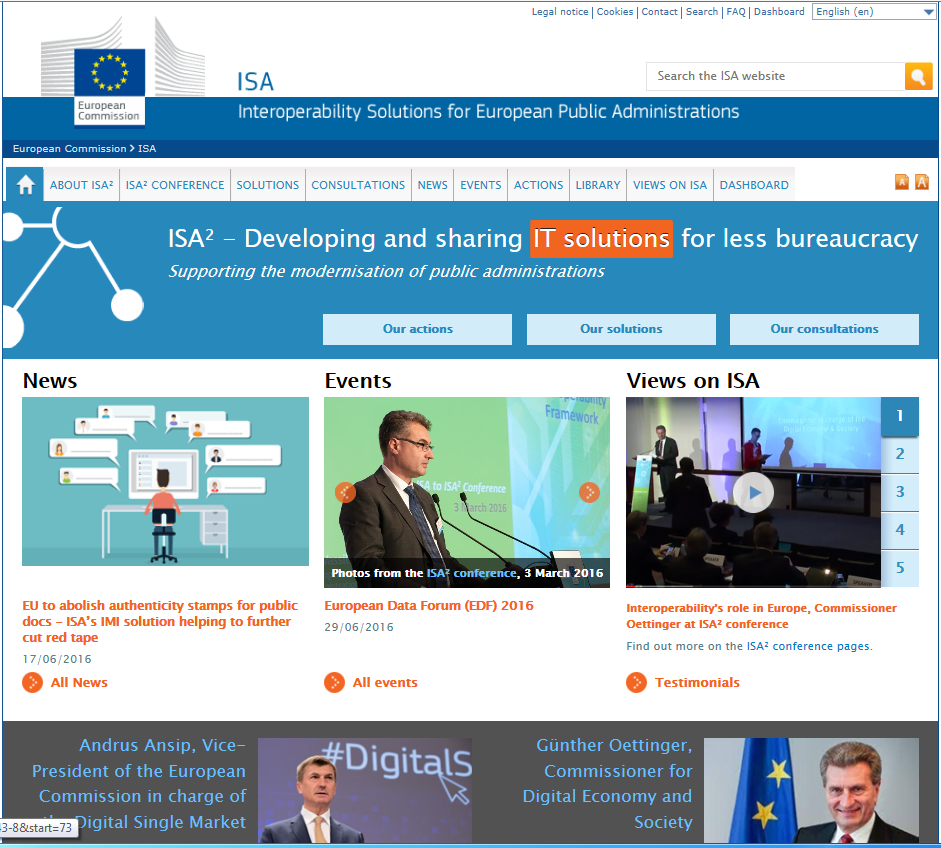 Legal notice | Cookies | Contact | Search | FAQ | Dashboard English (en)
European
Commission
ISA
Search the ISA website
Interoperability Solutions for European Public Administrations
European Commission > ISA
ABOUT ISA² ISA² CONFERENCE SOLUTIONS CONSULTATIONS NEWS EVENTS ACTIONS LIBRARY VIEWS ON ISA DASHBOARD A A
ISA² – Developing and sharing IT solutions for less bureaucracy
Supporting the modernisation of public administrations
Our actions Our solutions Our consultations
News
Events
Framework
to ISA² Conference
3 March 2016
Photos from the ISA² conference, 3 March 2016
Views on ISA
1
2
3
4
5
EU to abolish authenticity stamps for public
docs – ISA's IMI solution helping to further
cut red tape
17/06/2016
All News
European Data Forum (EDF) 2016
29/06/2016
All events
Interoperability's role in Europe, Commissioner
Oettinger at ISA² conference
Find out more on the ISA² conference pages.
Testimonials
Andrus Ansip, Vice–
President of the European
Commission in charge of
Digital Single Market
#DigitalS
Günther Oettinger,
Commissioner for
Digital Economy and
Society
43-8&start=73